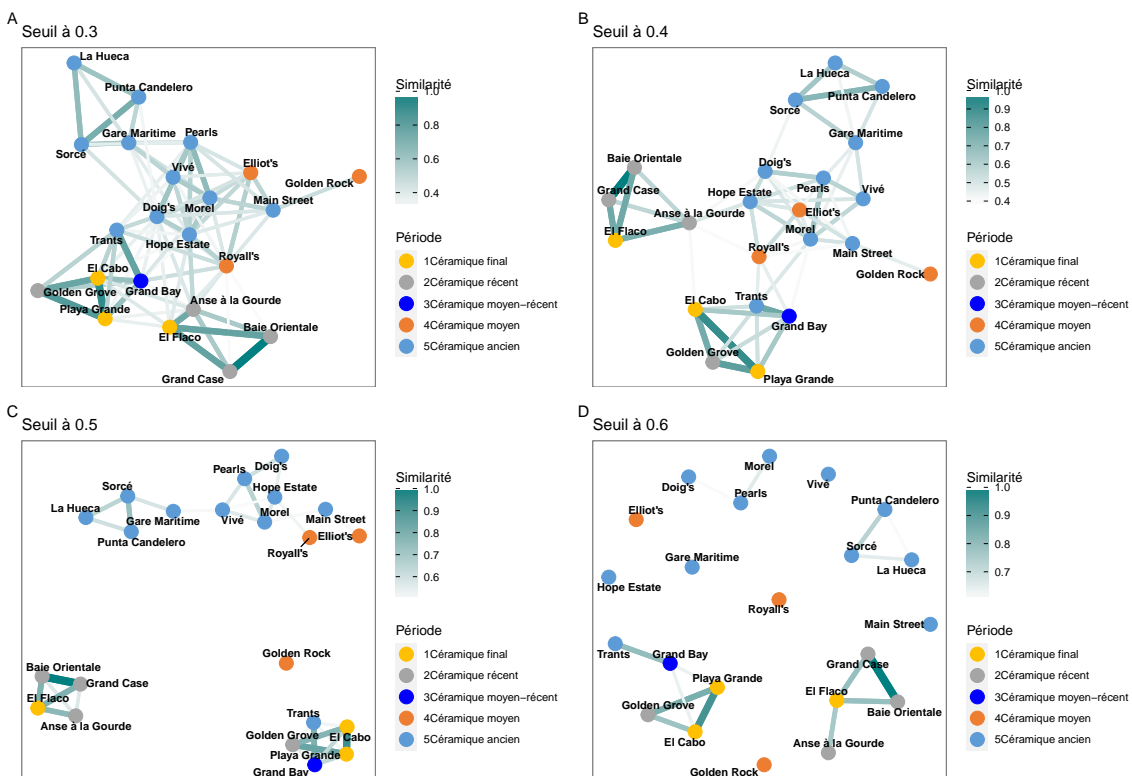 A
Seuil à 0.3
La Hueca
Punta Candelero
Gare Maritime
Pearls
Sorcé
Vivé
Elliot's
Golden Rock
Doig's
Morel
Main Street
Trants
Hope Estate
Royall's
El Cabo
Golden Grove
Grand Bay
Anse à la Gourde
Playa Grande
El Flaco
Baie Orientale
Grand Case
Similarité
1.0
0.8
0.6
0.4
Période
1Céramique final
2Céramique récent
3Céramique moyen−récent
4Céramique moyen
5Céramique ancien
B
Seuil à 0.4
La Hueca
Punta Candelero
Sorcé
Gare Maritime
Baie Orientale
Doig's
Grand Case
Hope Estate
Pearls
Vivé
Anse à la Gourde
Elliot's
El Flaco
Morel
Royall's
Main Street
Golden Rock
El Cabo
Trants
Grand Bay
Golden Grove
Playa Grande
Similarité
1.0
0.9
0.8
0.7
0.6
0.5
0.4
Période
1Céramique final
2Céramique récent
3Céramique moyen−récent
4Céramique moyen
5Céramique ancien
C
Seuil à 0.5
Doig's
Pearls
Sorcé
Hope Estate
La Hueca
Gare Maritime
Vivé
Morel
Main Street
Punta Candelero
Elliot's
Royall's
Golden Rock
Baie Orientale
Grand Case
El Flaco
Anse à la Gourde
Trants
Golden Grove
El Cabo
Playa Grande
Grand Bay
Similarité
1.0
0.9
0.8
0.7
0.6
Période
1Céramique final
2Céramique récent
3Céramique moyen−récent
4Céramique moyen
5Céramique ancien
D
Seuil à 0.6
Morel
Doig's
Pearls
Vivé
Punta Candelero
Elliot's
Gare Maritime
Sorcé
La Hueca
Hope Estate
Royall's
Main Street
Trants
Grand Bay
Grand Case
Playa Grande
El Flaco
Golden Grove
Baie Orientale
El Cabo
Anse à la Gourde
Golden Rock
Similarité
1.0
0.9
0.8
0.7
Période
1Céramique final
2Céramique récent
3Céramique moyen−récent
4Céramique moyen
5Céramique ancien